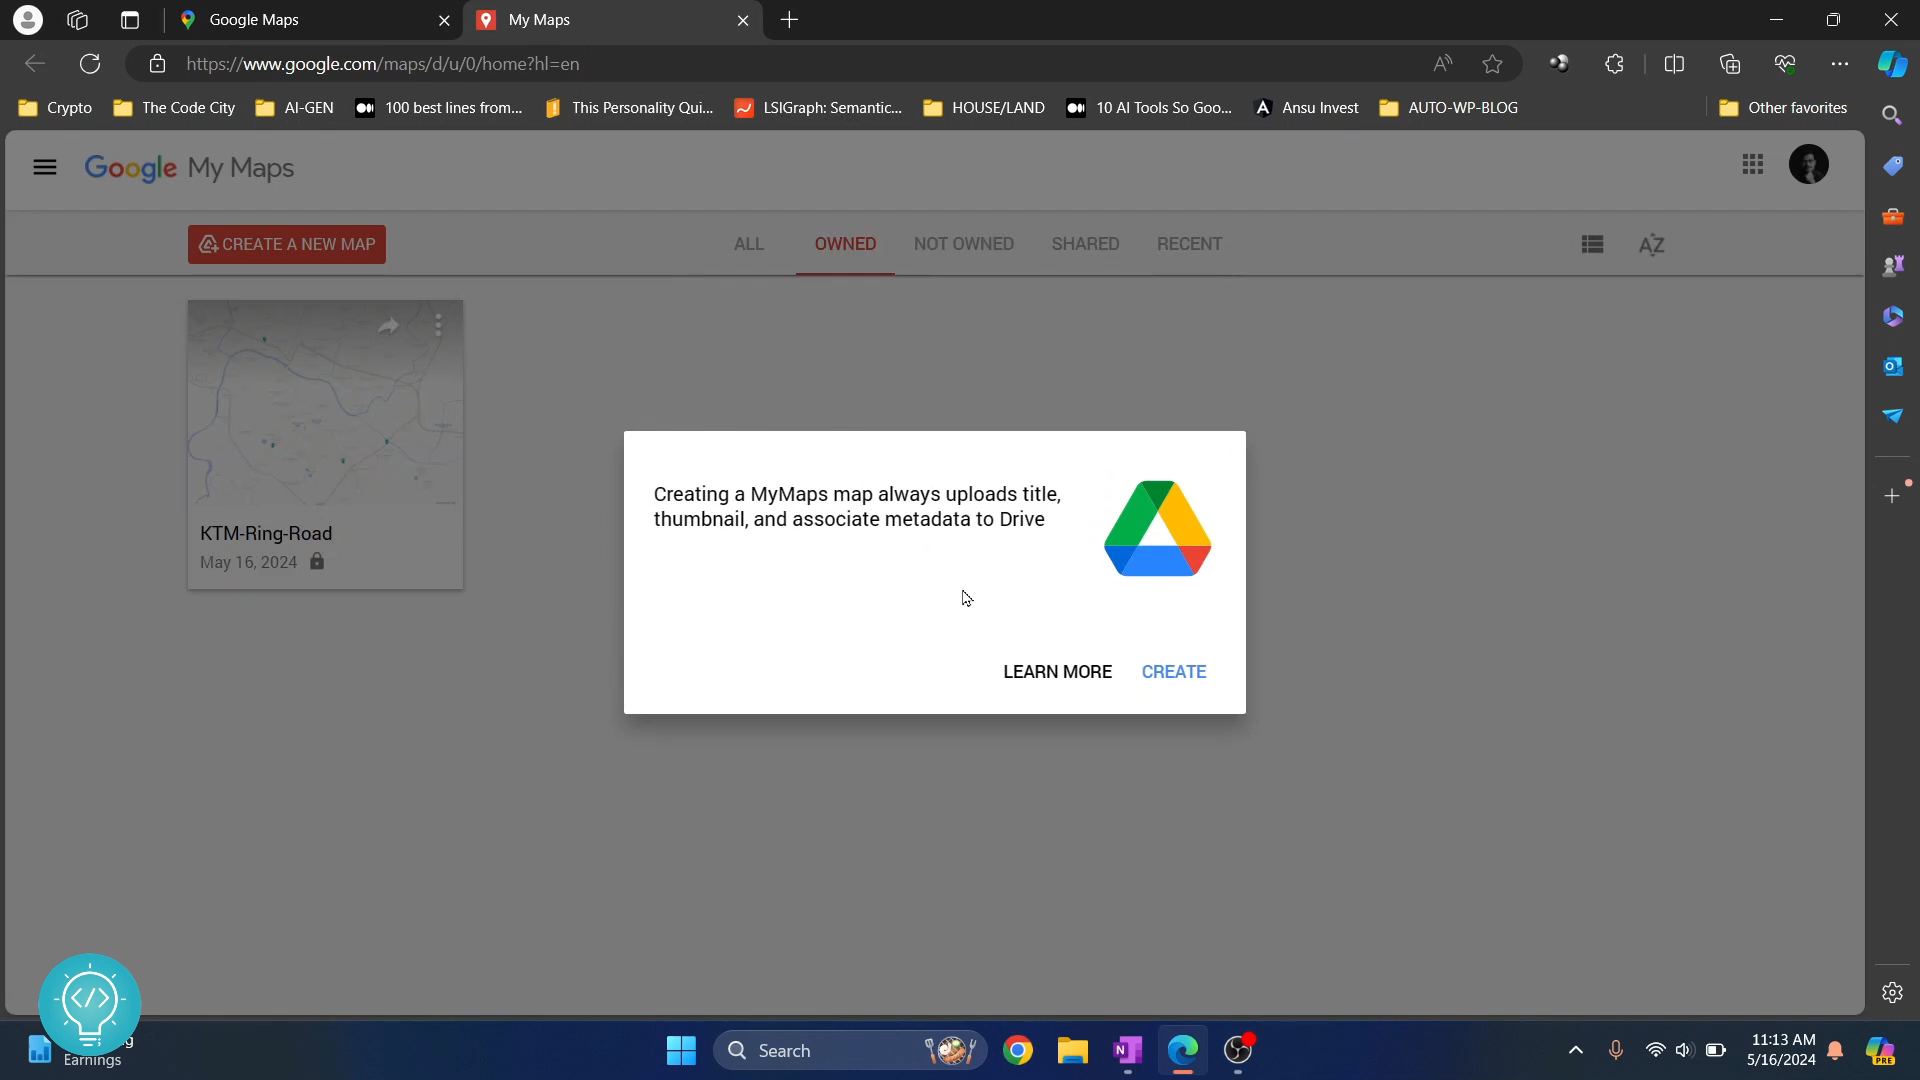 Google Maps
My Maps
https://www.google.com/maps/d/u/0/home?hl=en
Crypto
The Code City
AI-GEN
100 best lines from...
This Personality Qui...
LSIGraph: Semantic...
HOUSE/LAND
10 AI Tools So Goo...
Ansu Invest
AUTO-WP-BLOG
Other favorites
Google My Maps
CREATE A NEW MAP
ALL
OWNED
NOT OWNED
SHARED
RECENT
AZ
KTM-Ring-Road
May 16, 2024
Creating a MyMaps map always uploads title,
thumbnail, and associate metadata to Drive
LEARN MORE
CREATE
Earnings
Search
11:13 AM
5/16/2024
PRE